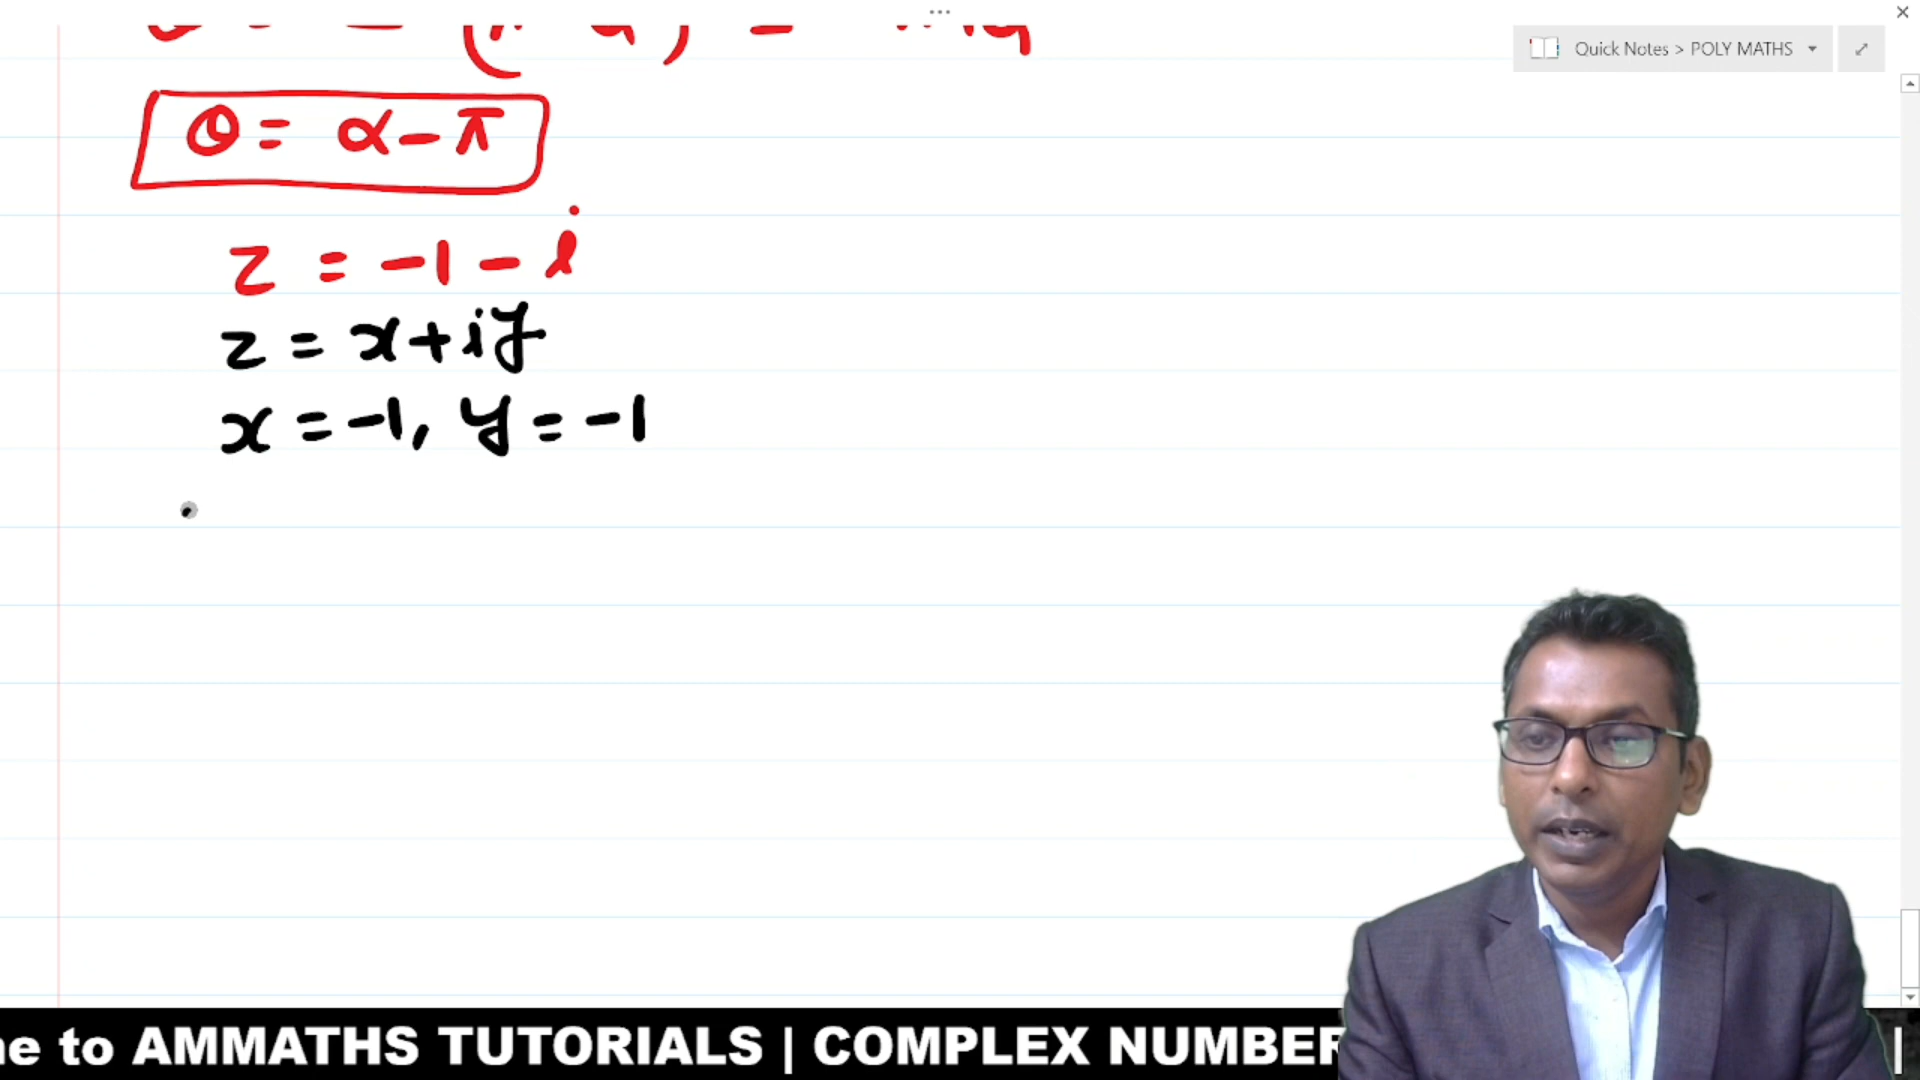 Quick Notes > POLY MATHS
θ = α - π
z = -1 - i
z = x + iy
x = -1, y = -1
to AMMATHS TUTORIALS | COMPLEX NUMBER |